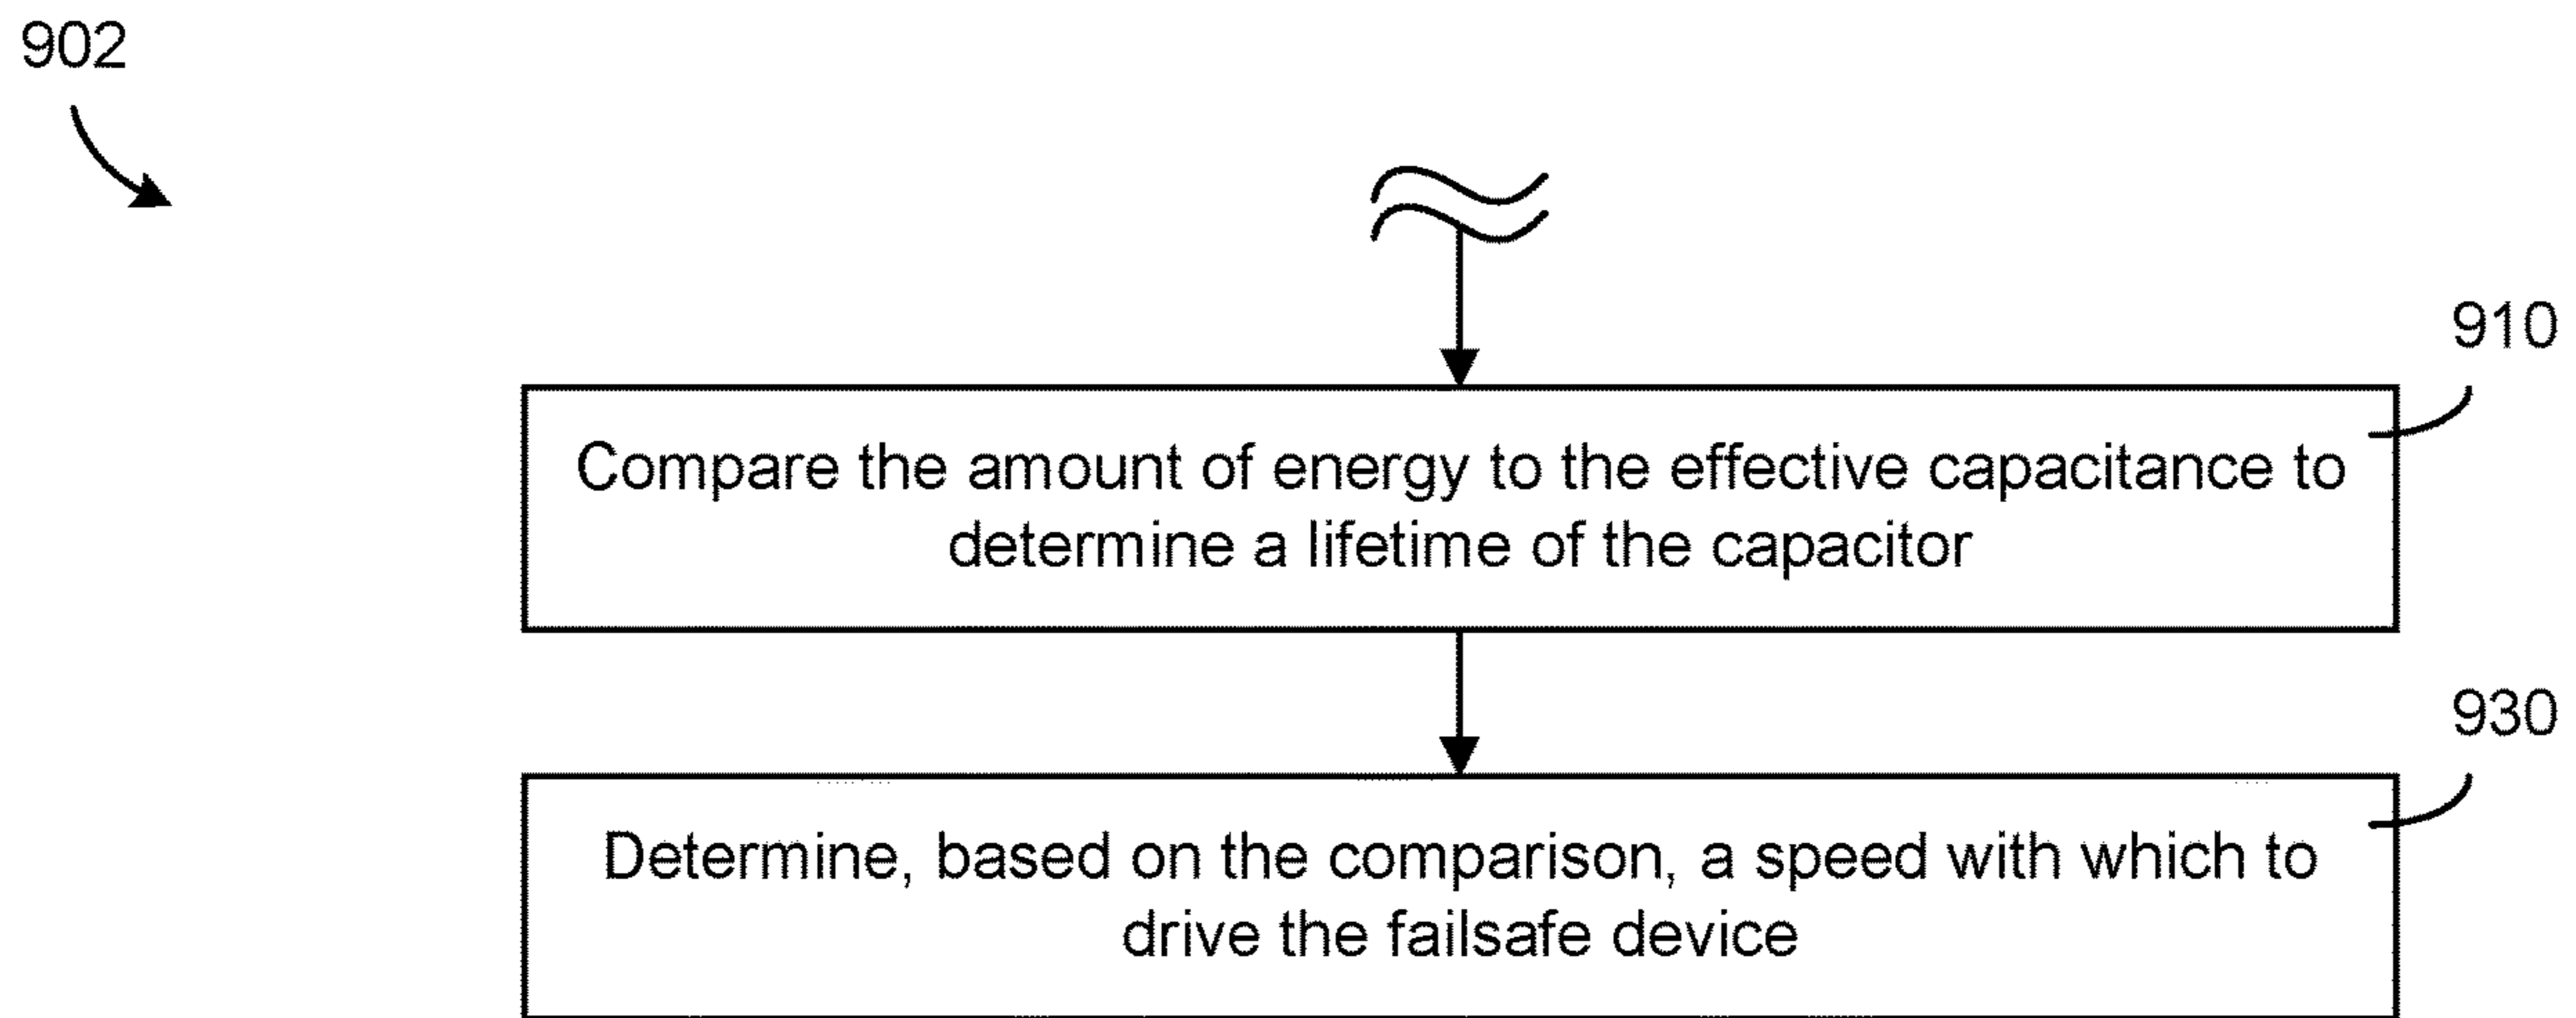 902
910
Compare the amount of energy to the effective capacitance to
determine a lifetime of the capacitor
930
Determine, based on the comparison, a speed with which to
drive the failsafe device